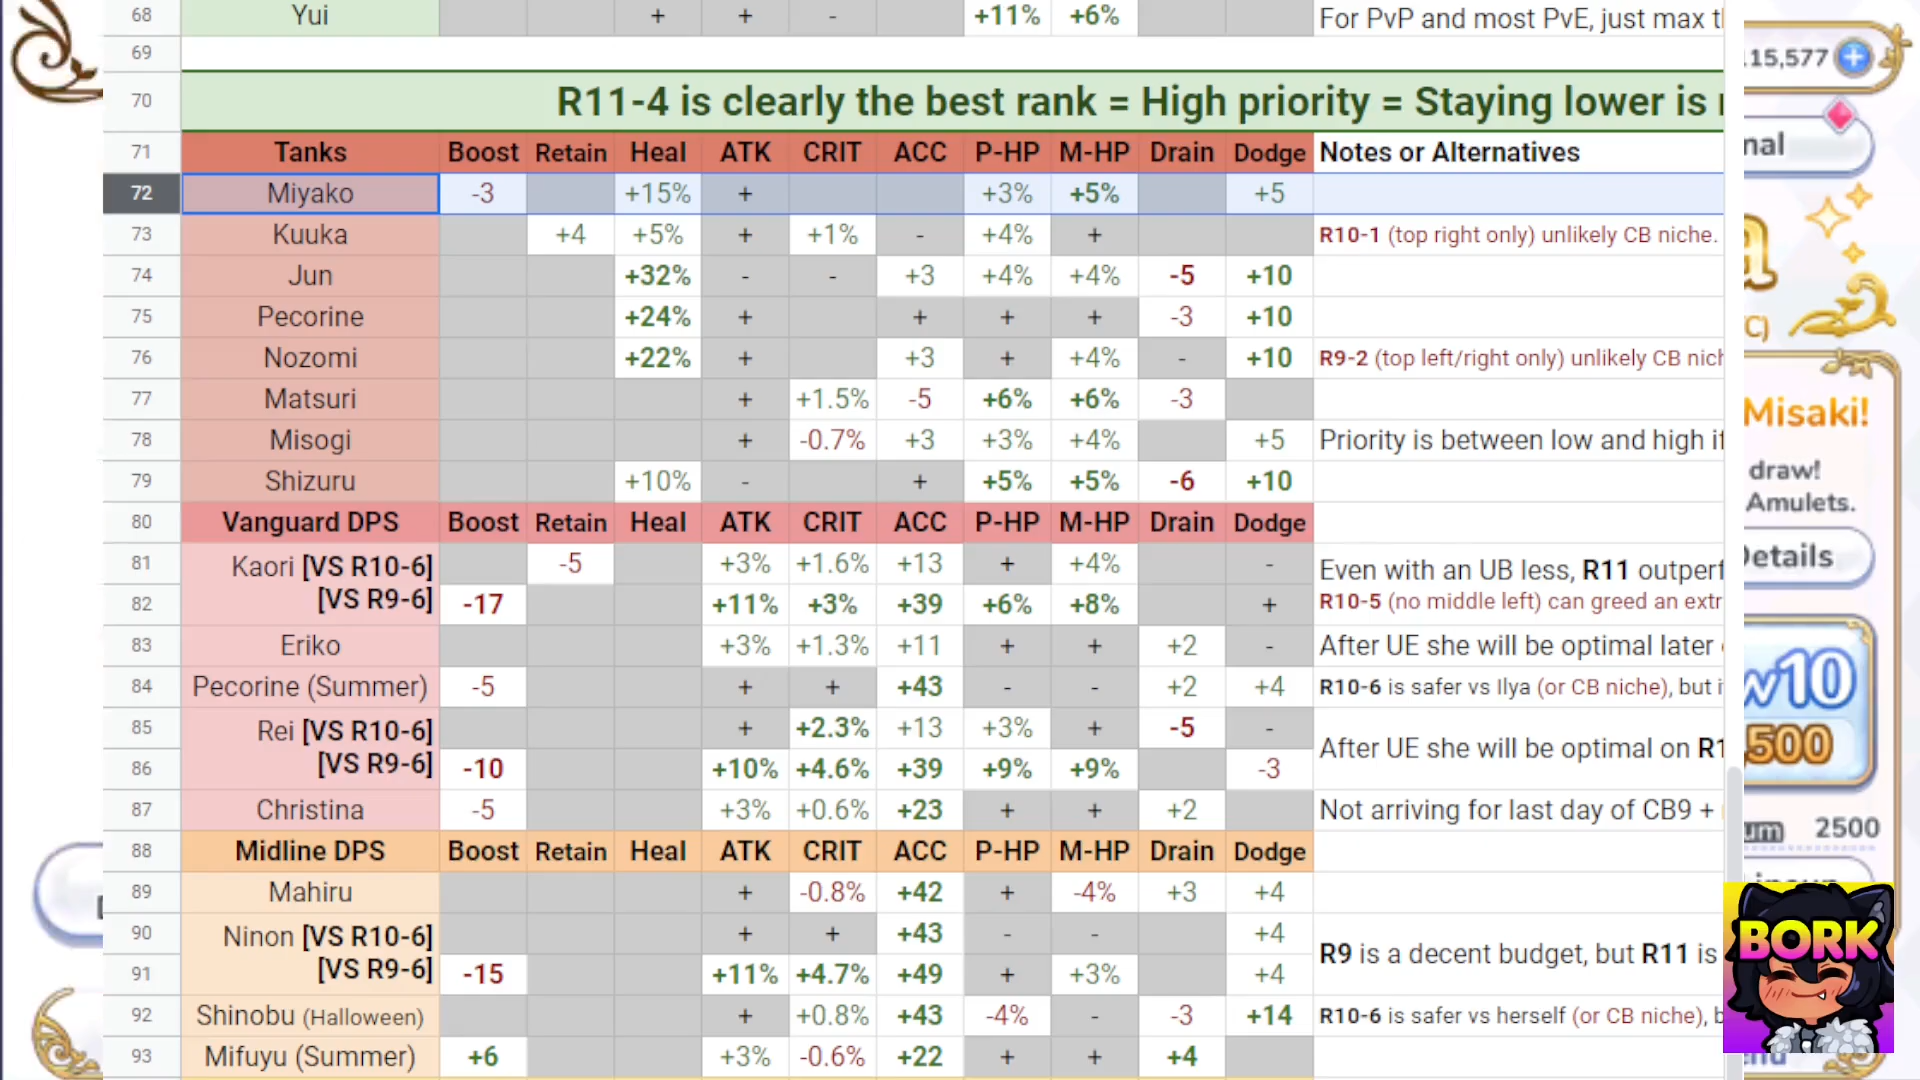 68 Yui + + - +11% +6% For PvP and most PvE, just max
69
70 R11-4 is clearly the best rank = High priority = Staying lower is
71 Tanks Boost Retain Heal ATK CRIT ACC P-HP M-HP Drain Dodge Notes or Alternatives
72 Miyako -3 +15% + +3% +5% +5
73 Kuuka +4 +5% + +1% - +4% + R10-1 (top right only) unlikely CB niche.
74 Jun +32% - - +3 +4% +4% -5 +10
75 Pecorine +24% + + + + -3 +10
76 Nozomi +22% + +3 + +4% - +10 R9-2 (top left/right only) unlikely CB nich
77 Matsuri + +1.5% -5 +6% +6% -3
78 Misogi + -0.7% +3 +3% +4% +5 Priority is between low and high if
79 Shizuru +10% - + +5% +5% -6 +10
80 Vanguard DPS Boost Retain Heal ATK CRIT ACC P-HP M-HP Drain Dodge
81 Kaori [VS R10-6] -5 +3% +1.6% +13 + +4% - Even with an UB less, R11 outperf
82 [VS R9-6] -17 +11% +3% +39 +6% +8% + R10-5 (no middle left) can greed an extr
83 Eriko +3% +1.3% +11 + + +2 - After UE she will be optimal later
84 Pecorine (Summer) -5 + + +43 - - +2 +4 R10-6 is safer vs Ilya (or CB niche), but
85 Rei [VS R10-6] + +2.3% +13 +3% + -5 - After UE she will be optimal on R1
86 [VS R9-6] -10 +10% +4.6% +39 +9% +9% -3
87 Christina -5 +3% +0.6% +23 + + +2 Not arriving for last day of CB9 +
88 Midline DPS Boost Retain Heal ATK CRIT ACC P-HP M-HP Drain Dodge
89 Mahiru + -0.8% +42 + -4% +3 +4
90 Ninon [VS R10-6] + + +43 - - +4 R9 is a decent budget, but R11 is
91 [VS R9-6] -15 +11% +4.7% +49 + +3% +4
92 Shinobu (Halloween) + +0.8% +43 -4% - -3 +14 R10-6 is safer vs herself (or CB niche), b
93 Mifuyu (Summer) +6 +3% -0.6% +22 + + +4
15,577
nal
Misaki!
draw!
Amulets.
Details
10
500
2500
BORK